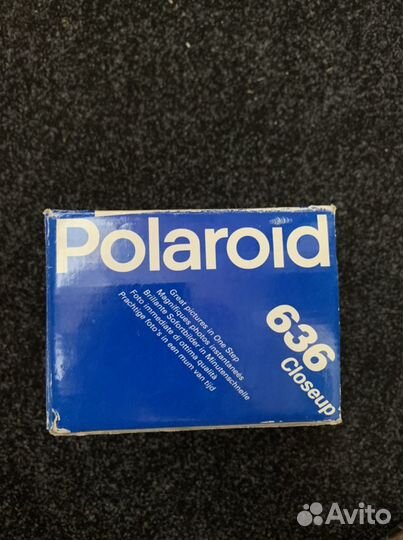 Polaroid
Great pictures in One Step
Magnifiques photos instantanées
Brillante Sofortbilder in Minutenschnelle
Foto immediate di ottima qualità
Prachtige foto's in een mum van tijd
636
Closeup
Avito